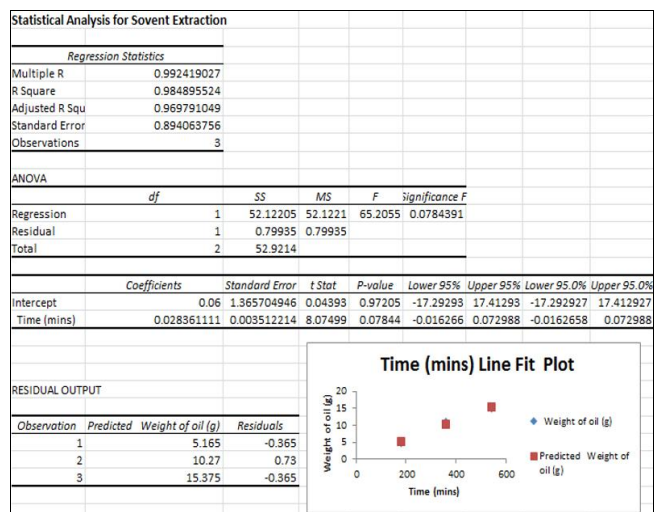 Statistical Analysis for Sovent Extraction
Regression Statistics
Multiple R 0.992419027
R Square 0.984895524
Adjusted R Squ 0.969791049
Standard Error 0.894063756
Observations 3
ANOVA
df SS MS F Significance F
Regression 1 52.12205 52.1221 65.2055 0.0784391
Residual 1 0.79935 0.79935
Total 2 52.9214
Coefficients Standard Error t Stat P-value Lower 95% Upper 95% Lower 95.0% Upper 95.0%
Intercept 0.06 1.365704946 0.04393 0.97205 -17.29293 17.41293 -17.292927 17.412927
Time (mins) 0.028361111 0.003512214 8.07499 0.07844 -0.016266 0.072988 -0.0162658 0.072988
RESIDUAL OUTPUT
Observation Predicted Weight of oil (g) Residuals
1 5.165 -0.365
2 10.27 0.73
3 15.375 -0.365
Time (mins) Line Fit Plot
Weight of oil (g)
20
15
10
5
0
0 200 400 600
Time (mins)
Weight of oil (g)
Predicted Weight of
oil (g)